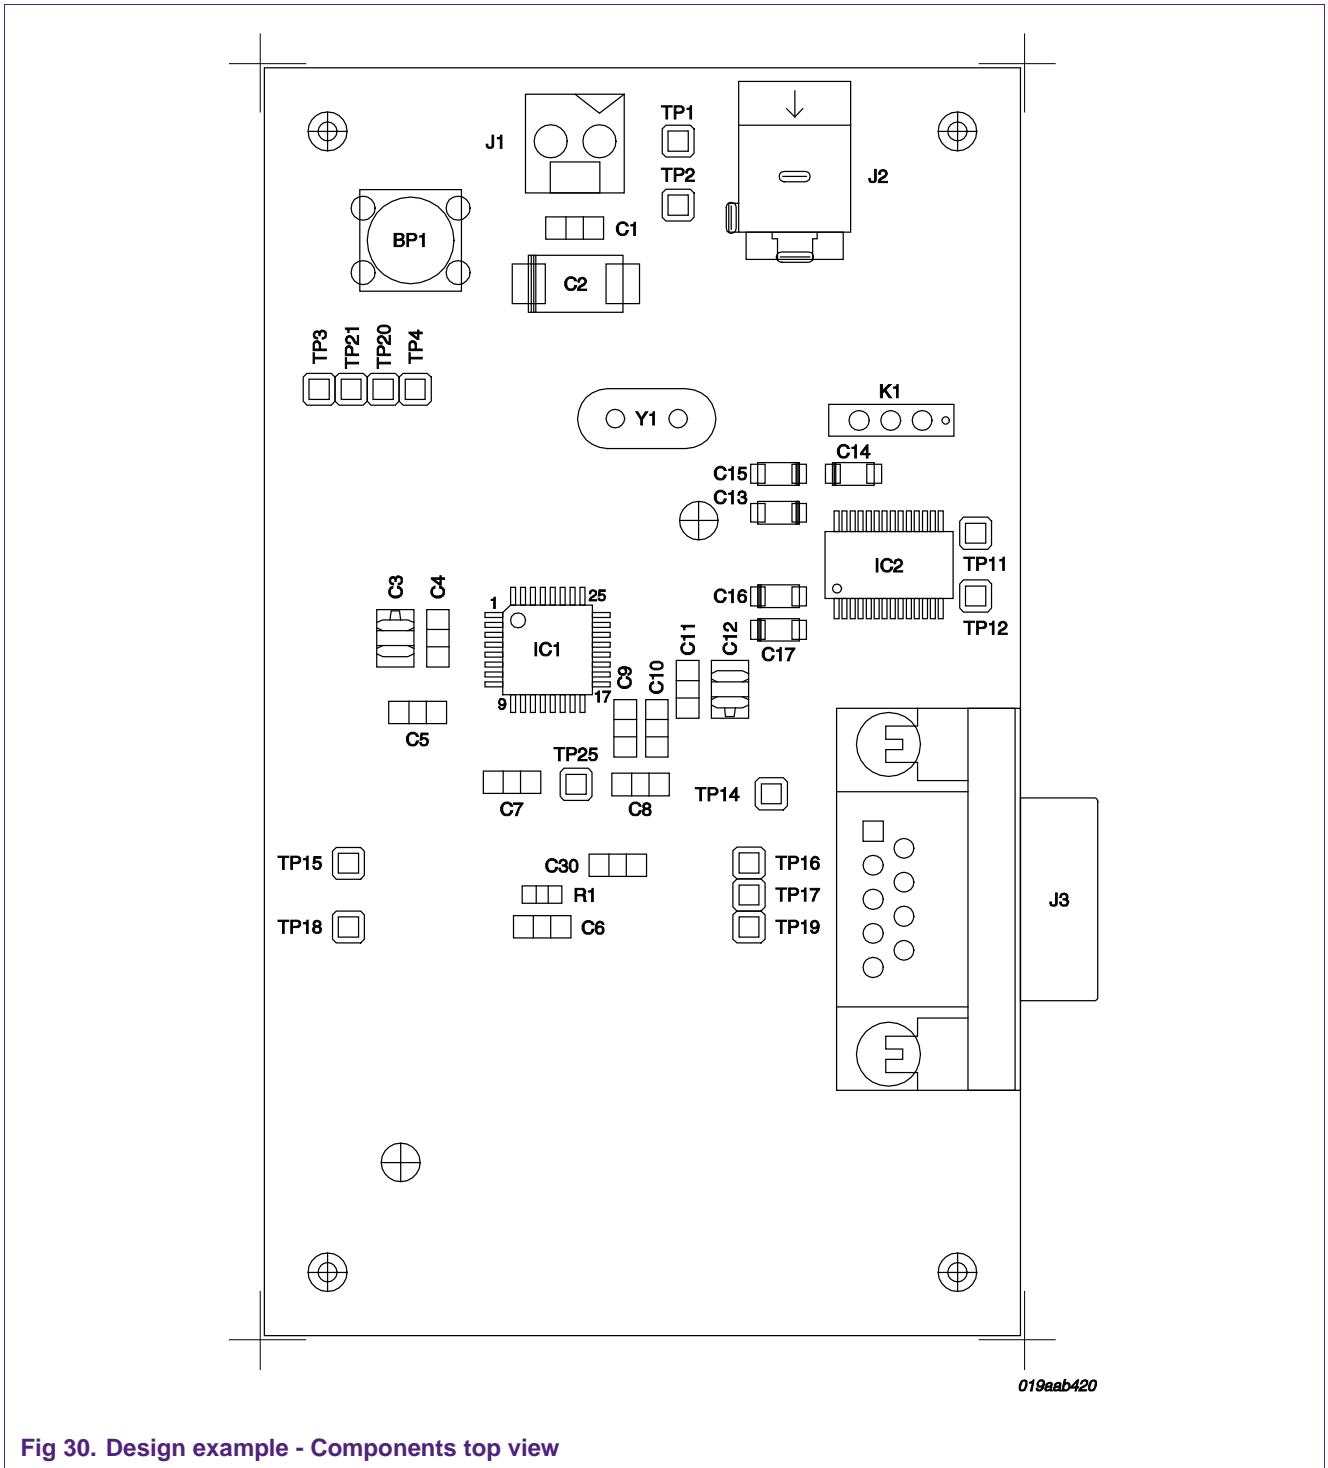 TP1
J1
TP2
J2
C1
BP1
C2
TP3
TP21
TP20
TP4
K1
Y1
C14
C15
C13
IC2
TP11
C3
C4
1
25
C16
TP12
IC1
C11
C12
C17
C9
C10
17
9
C5
TP25
TP14
C7
C8
TP15
C30
TP16
R1
TP17
J3
TP18
C6
TP19
019aab420
Fig 30. Design example - Components top view